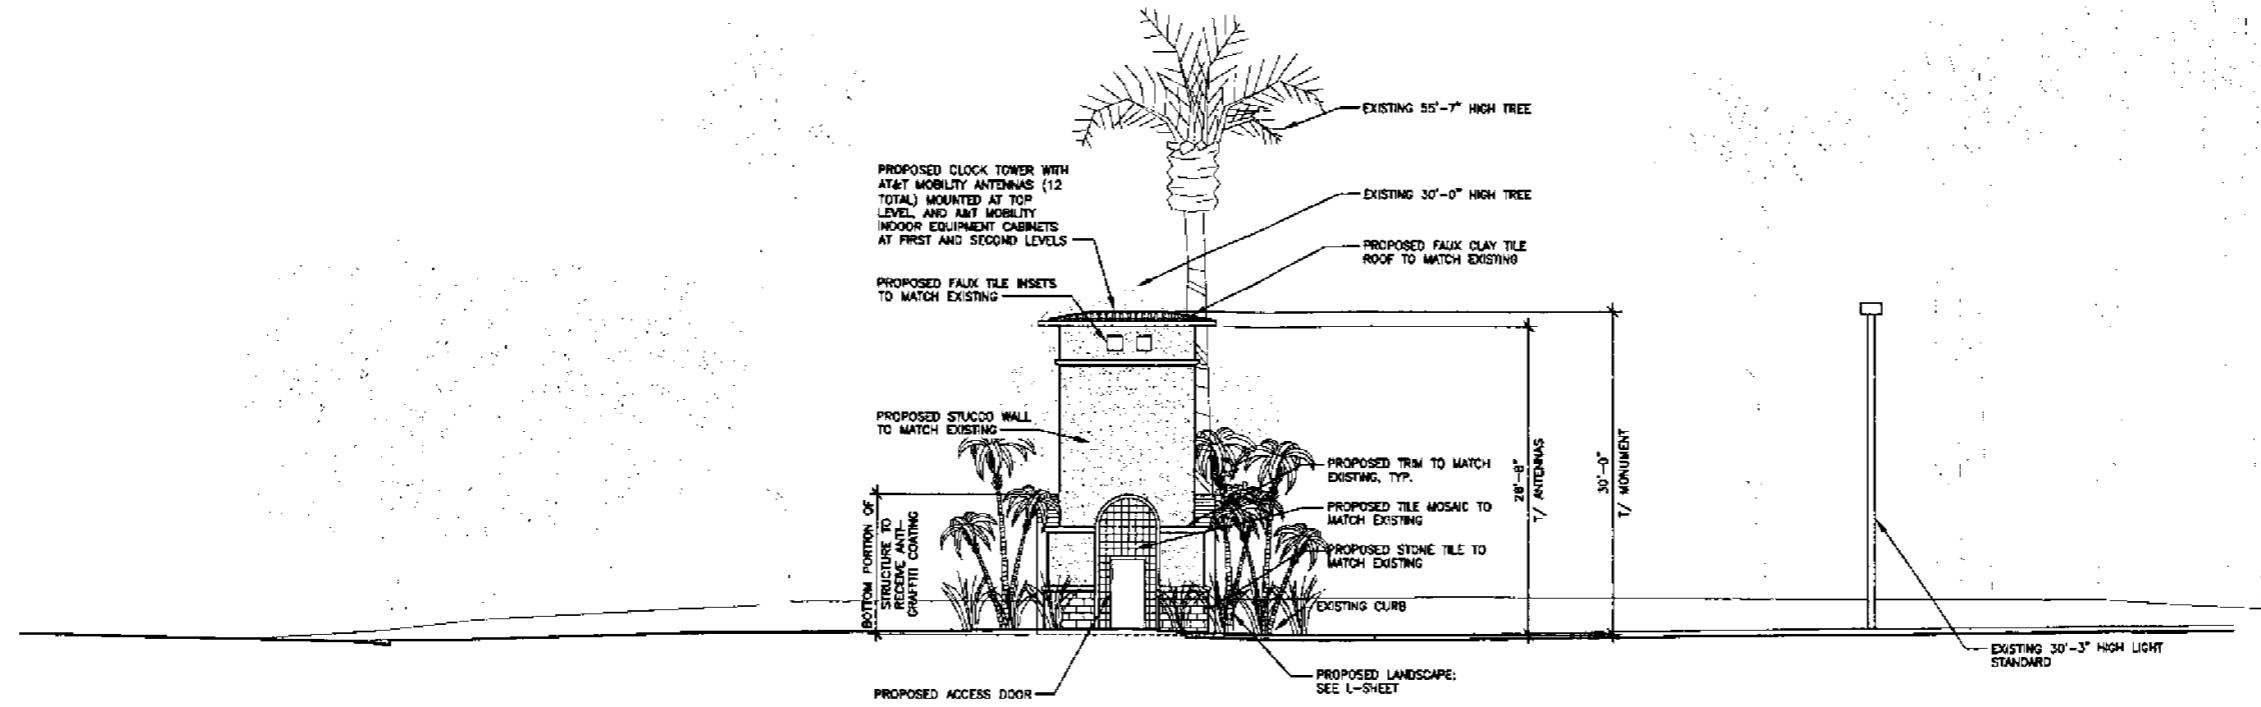 EXISTING 55'-7" HIGH TREE
PROPOSED CLOCK TOWER WITH
AT&T MOBILITY ANTENNAS (12
TOTAL) MOUNTED AT TOP
LEVEL, AND AT&T MOBILITY
INDOOR EQUIPMENT CABINETS
AT FIRST AND SECOND LEVELS
EXISTING 30'-0" HIGH TREE
PROPOSED FAUX CLAY TILE
ROOF TO MATCH EXISTING
PROPOSED FAUX TILE INSETS
TO MATCH EXISTING
PROPOSED STUCCO WALL
TO MATCH EXISTING
PROPOSED TRIM TO MATCH
EXISTING, TYP.
PROPOSED TILE MOSAIC TO
MATCH EXISTING
PROPOSED STONE TILE TO
MATCH EXISTING
EXISTING CURB
BOTTOM PORTION OF
STRUCTURE TO
RECEIVE ANTI-
GRAFFITI COATING
T/ ANTENNAS
30'-0"
T/ MONUMENT
EXISTING 30'-3" HIGH LIGHT
STANDARD
PROPOSED LANDSCAPE;
SEE L-SHEET
PROPOSED ACCESS DOOR